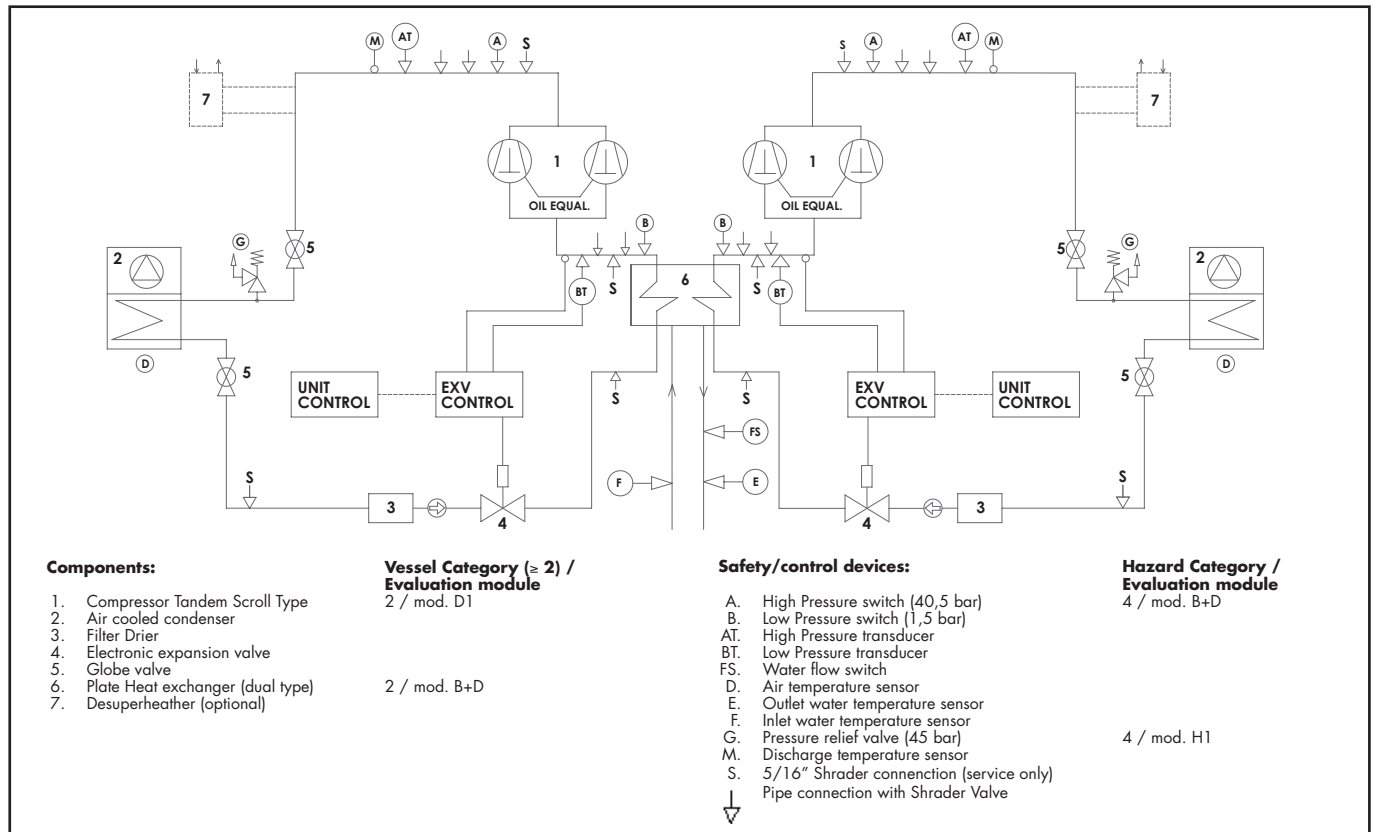 M AT A S
S A AT M
7
7
1
1
OIL EQUAL.
OIL EQUAL.
G
5
B
B
5
G
2
2
S
BT
6
S
BT
D
5
5
D
UNIT
CONTROL
EXV
CONTROL
S
S
EXV
CONTROL
UNIT
CONTROL
FS
S
F
E
S
3
4
4
3
Components:
Vessel Category (≥ 2) /
Evaluation module
1. Compressor Tandem Scroll Type 2 / mod. D1
2. Air cooled condenser
3. Filter Drier
4. Electronic expansion valve
5. Globe valve
6. Plate Heat exchanger (dual type) 2 / mod. B+D
7. Desuperheather (optional)
Safety/control devices:
Hazard Category /
Evaluation module
A. High Pressure switch (40,5 bar) 4 / mod. B+D
B. Low Pressure switch (1,5 bar)
AT. High Pressure transducer
BT. Low Pressure transducer
FS. Water flow switch
D. Air temperature sensor
E. Outlet water temperature sensor
F. Inlet water temperature sensor
G. Pressure relief valve (45 bar) 4 / mod. H1
M. Discharge temperature sensor
S. 5/16” Shrader connenction (service only)
Pipe connection with Shrader Valve